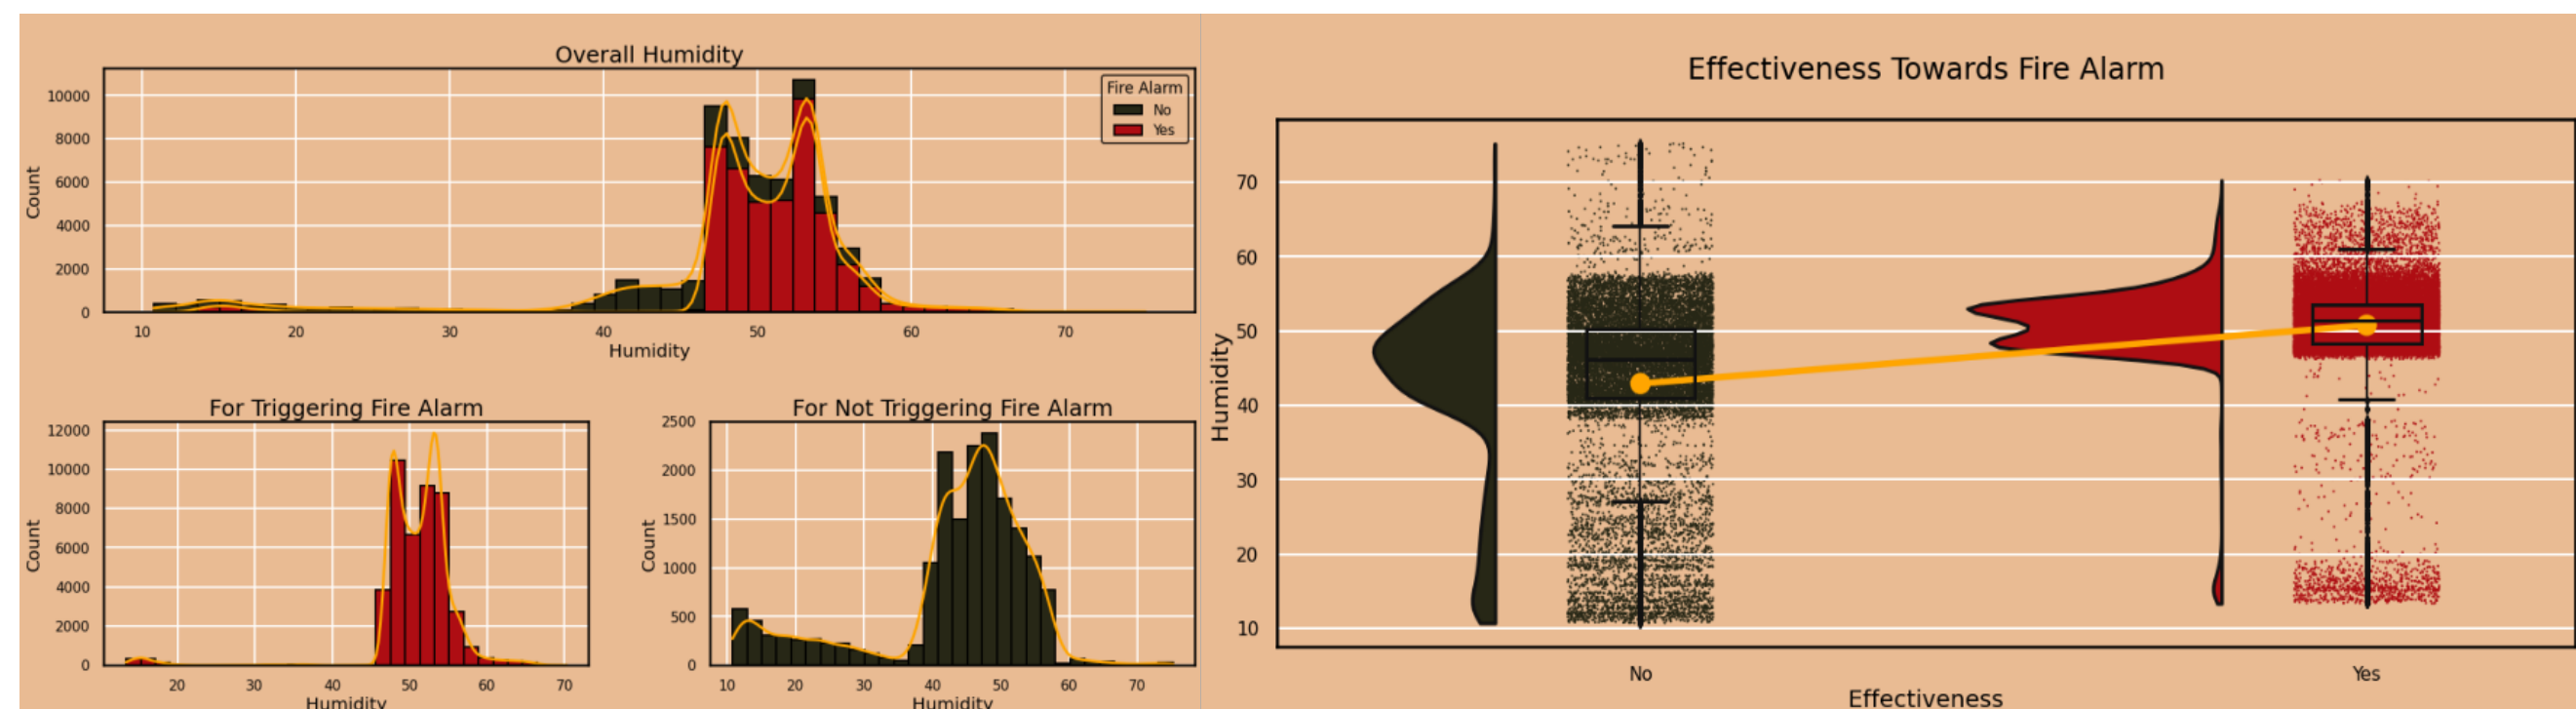 Overall Humidity
10000
8000
6000
4000
2000
0
Count
10 20 30 40 50 60 70
Humidity
Fire Alarm
No
Yes
For Triggering Fire Alarm
12000
10000
8000
6000
4000
2000
0
Count
20 30 40 50 60 70
Humidity
For Not Triggering Fire Alarm
2500
2000
1500
1000
500
0
Count
10 20 30 40 50 60 70
Humidity
Effectiveness Towards Fire Alarm
70
60
50
40
30
20
10
Humidity
No Yes
Effectiveness